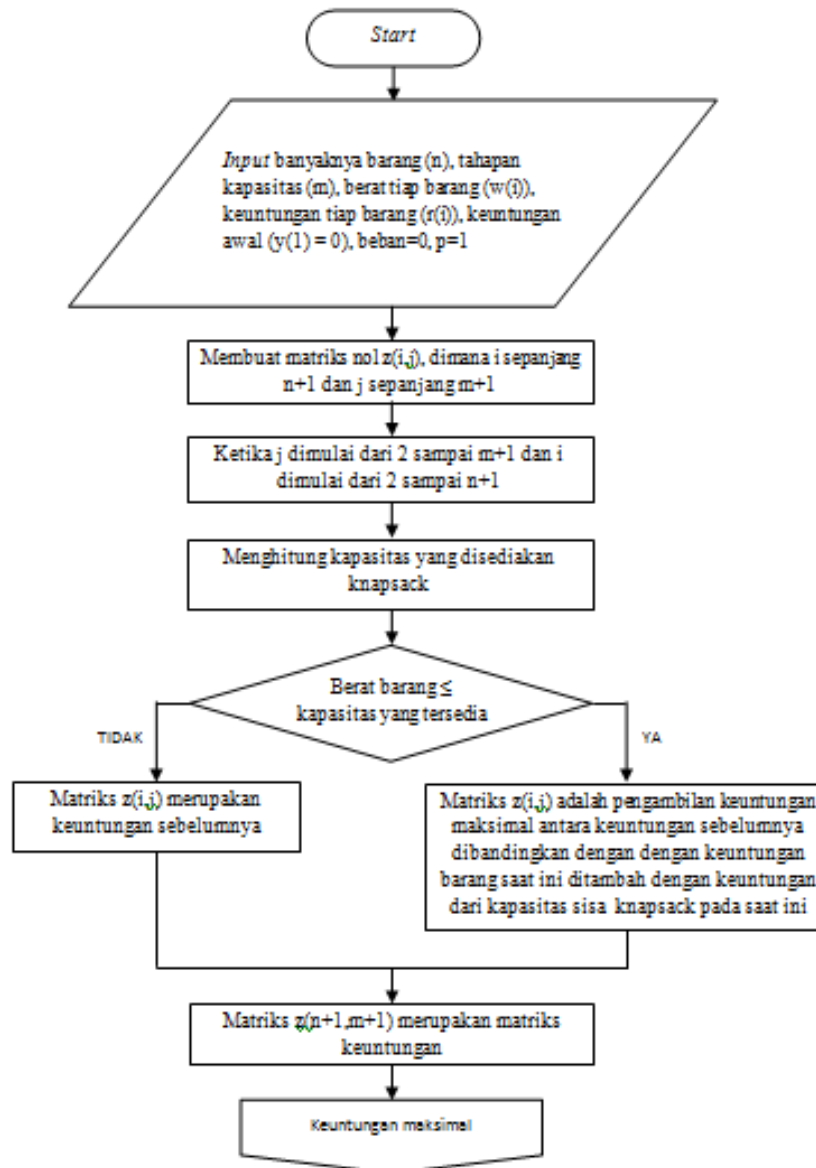 Start
Input banyaknya barang (n), tahapan
kapasitas (m), berat tiap barang (w(i)),
keuntungan tiap barang (r(i)), keuntungan
awal (y(1) = 0), beban=0, p=1
Membuat matriks nol z(i,j), dimana i sepanjang
n+1 dan j sepanjang m+1
Ketika j dimulai dari 2 sampai m+1 dan i
dimulai dari 2 sampai n+1
Menghitung kapasitas yang disediakan
knapsack
Berat barang ≤
kapasitas yang tersedia
TIDAK
YA
Matriks z(i,j) merupakan
keuntungan sebelumnya
Matriks z(i,j) adalah pengambilan keuntungan
maksimal antara keuntungan sebelumnya
dibandingkan dengan dengan keuntungan
barang saat ini ditambah dengan keuntungan
dari kapasitas sisa knapsack pada saat ini
Matriks z(n+1,m+1) merupakan matriks
keuntungan
Keuntungan maksimal